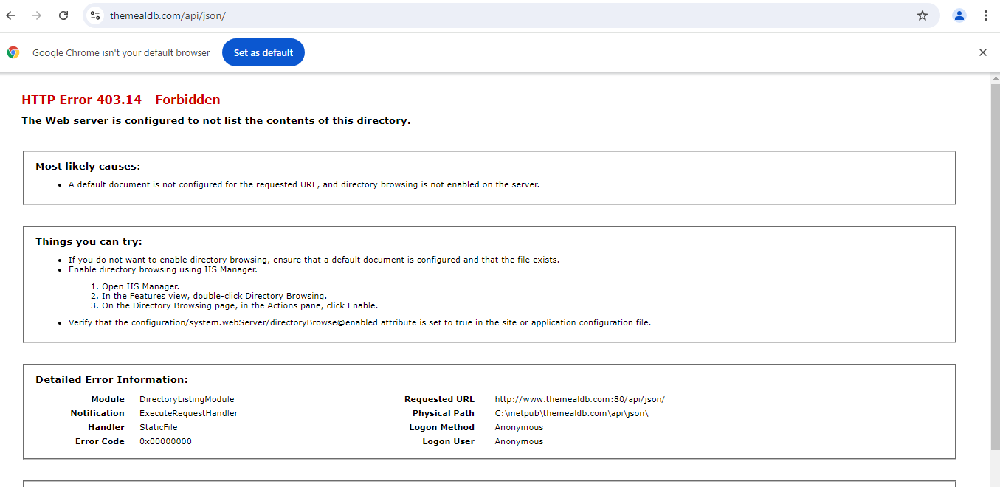 themealdb.com/api/json/
Google Chrome isn't your default browser
Set as default
HTTP Error 403.14 - Forbidden
The Web server is configured to not list the contents of this directory.
Most likely causes:
• A default document is not configured for the requested URL, and directory browsing is not enabled on the server.
Things you can try:
• If you do not want to enable directory browsing, ensure that a default document is configured and that the file exists.
• Enable directory browsing using IIS Manager.
1. Open IIS Manager.
2. In the Features view, double-click Directory Browsing.
3. On the Directory Browsing page, in the Actions pane, click Enable.
• Verify that the configuration/system.webServer/directoryBrowse@enabled attribute is set to true in the site or application configuration file.
Detailed Error Information:
Module DirectoryListingModule
Notification ExecuteRequestHandler
Handler StaticFile
Error Code 0x00000000
Requested URL http://www.themealdb.com:80/api/json/
Physical Path C:\inetpub\themealdb.com\api\json\
Logon Method Anonymous
Logon User Anonymous